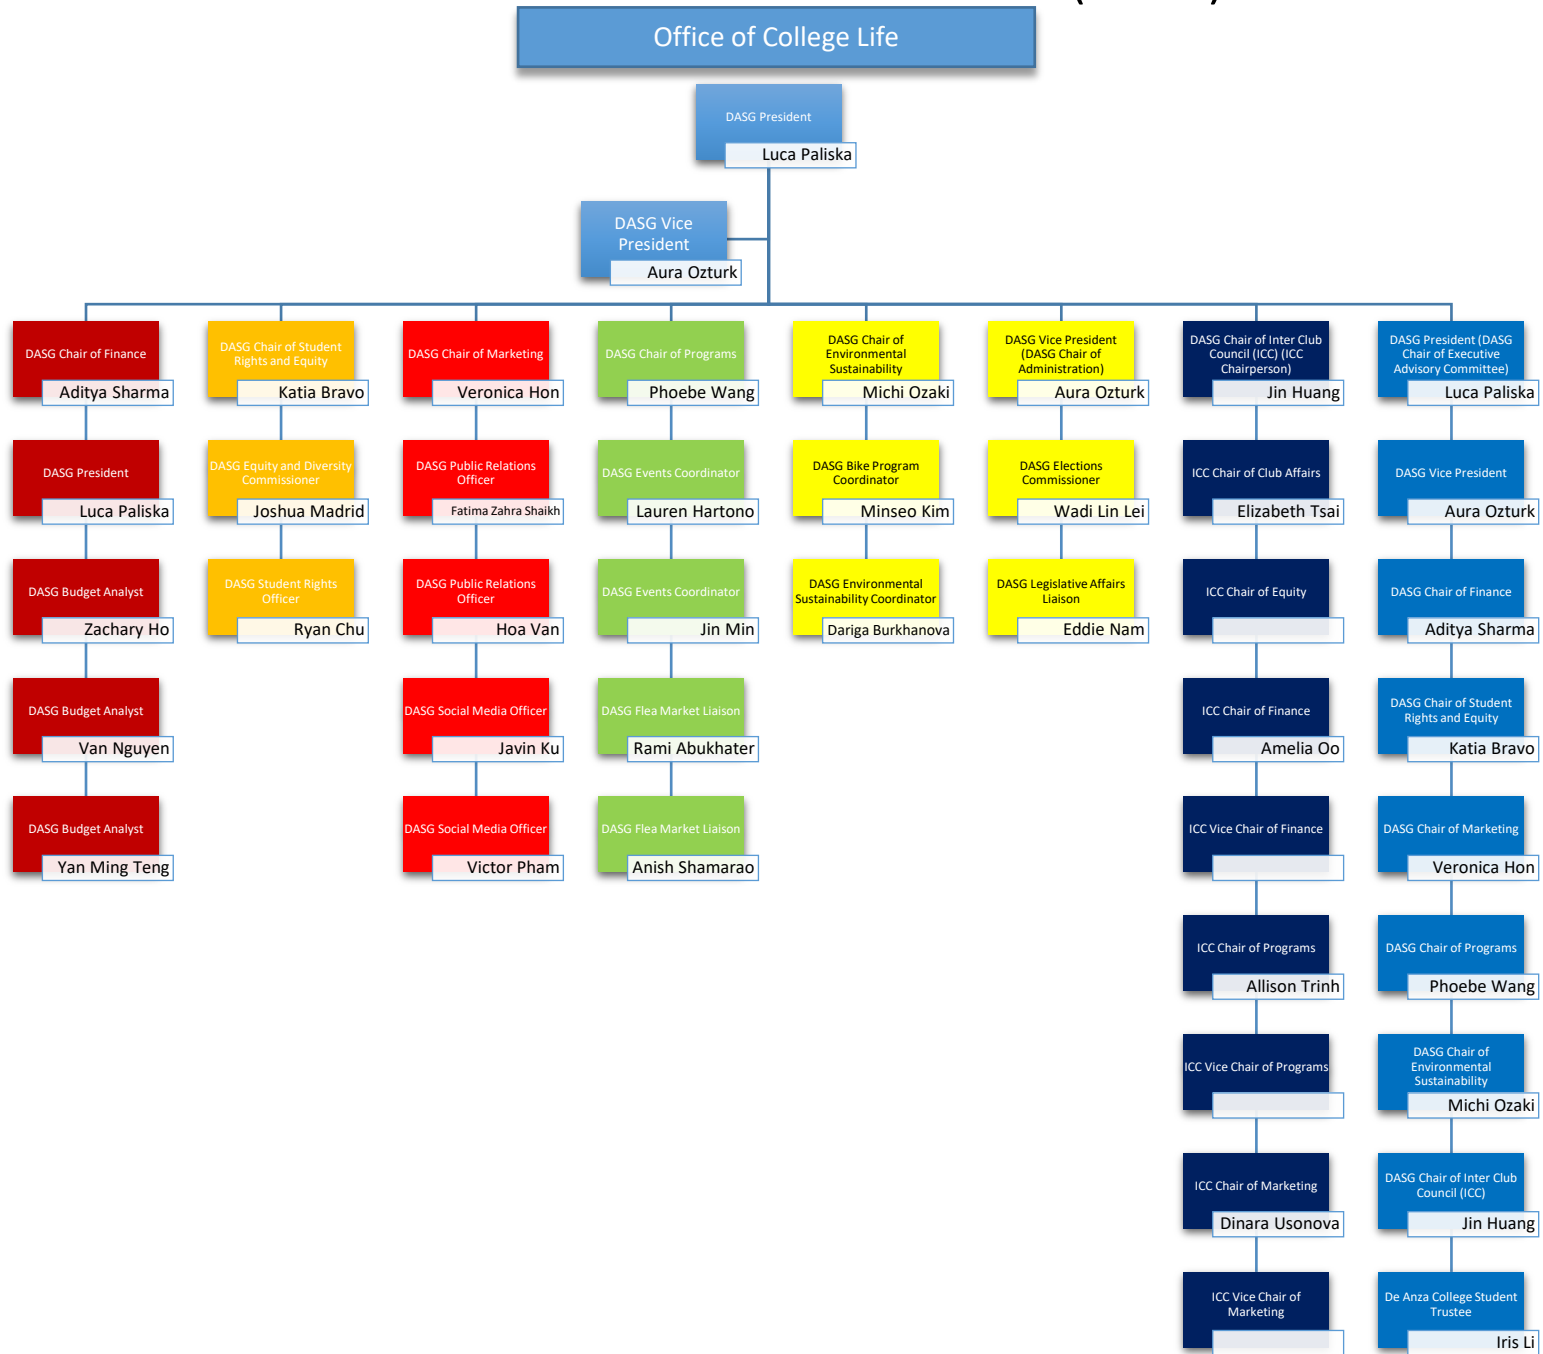 Office of College Life
DASG President
Luca Paliska
DASG Vice
President
Aura Ozturk
DASG Chair of Finance
Aditya Sharma
DASG President
Luca Paliska
DASG Budget Analyst
Zachary Ho
DASG Budget Analyst
Van Nguyen
DASG Budget Analyst
Yan Ming Teng
DASG Chair of Student
Rights and Equity
Katia Bravo
DASG Equity and Diversity
Commissioner
Joshua Madrid
DASG Student Rights
Officer
Ryan Chu
DASG Chair of Marketing
Veronica Hon
DASG Public Relations
Officer
Fatima Zahra Shaikh
DASG Public Relations
Officer
Hoa Van
DASG Social Media Officer
Javin Ku
DASG Social Media Officer
Victor Pham
DASG Chair of Programs
Phoebe Wang
DASG Events Coordinator
Lauren Hartono
DASG Events Coordinator
Jin Min
DASG Flea Market Liaison
Rami Abukhater
DASG Flea Market Liaison
Anish Shamarao
DASG Chair of
Environmental
Sustainability
Michi Ozaki
DASG Bike Program
Coordinator
Minseo Kim
DASG Environmental
Sustainability Coordinator
Dariga Burkhanova
DASG Vice President
(DASG Chair of
Administration)
Aura Ozturk
DASG Elections
Commissioner
Wadi Lin Lei
DASG Legislative Affairs
Liaison
Eddie Nam
DASG Chair of Inter Club
Council (ICC) (ICC
Chairperson)
Jin Huang
ICC Chair of Club Affairs
Elizabeth Tsai
ICC Chair of Equity
ICC Chair of Finance
Amelia Oo
ICC Vice Chair of Finance
ICC Chair of Programs
Allison Trinh
ICC Vice Chair of Programs
ICC Chair of Marketing
Dinara Usonova
ICC Vice Chair of
Marketing
DASG President (DASG
Chair of Executive
Advisory Committee)
Luca Paliska
DASG Vice President
Aura Ozturk
DASG Chair of Finance
Aditya Sharma
DASG Chair of Student
Rights and Equity
Katia Bravo
DASG Chair of Marketing
Veronica Hon
DASG Chair of Programs
Phoebe Wang
DASG Chair of
Environmental
Sustainability
Michi Ozaki
DASG Chair of Inter Club
Council (ICC)
Jin Huang
De Anza College Student
Trustee
Iris Li